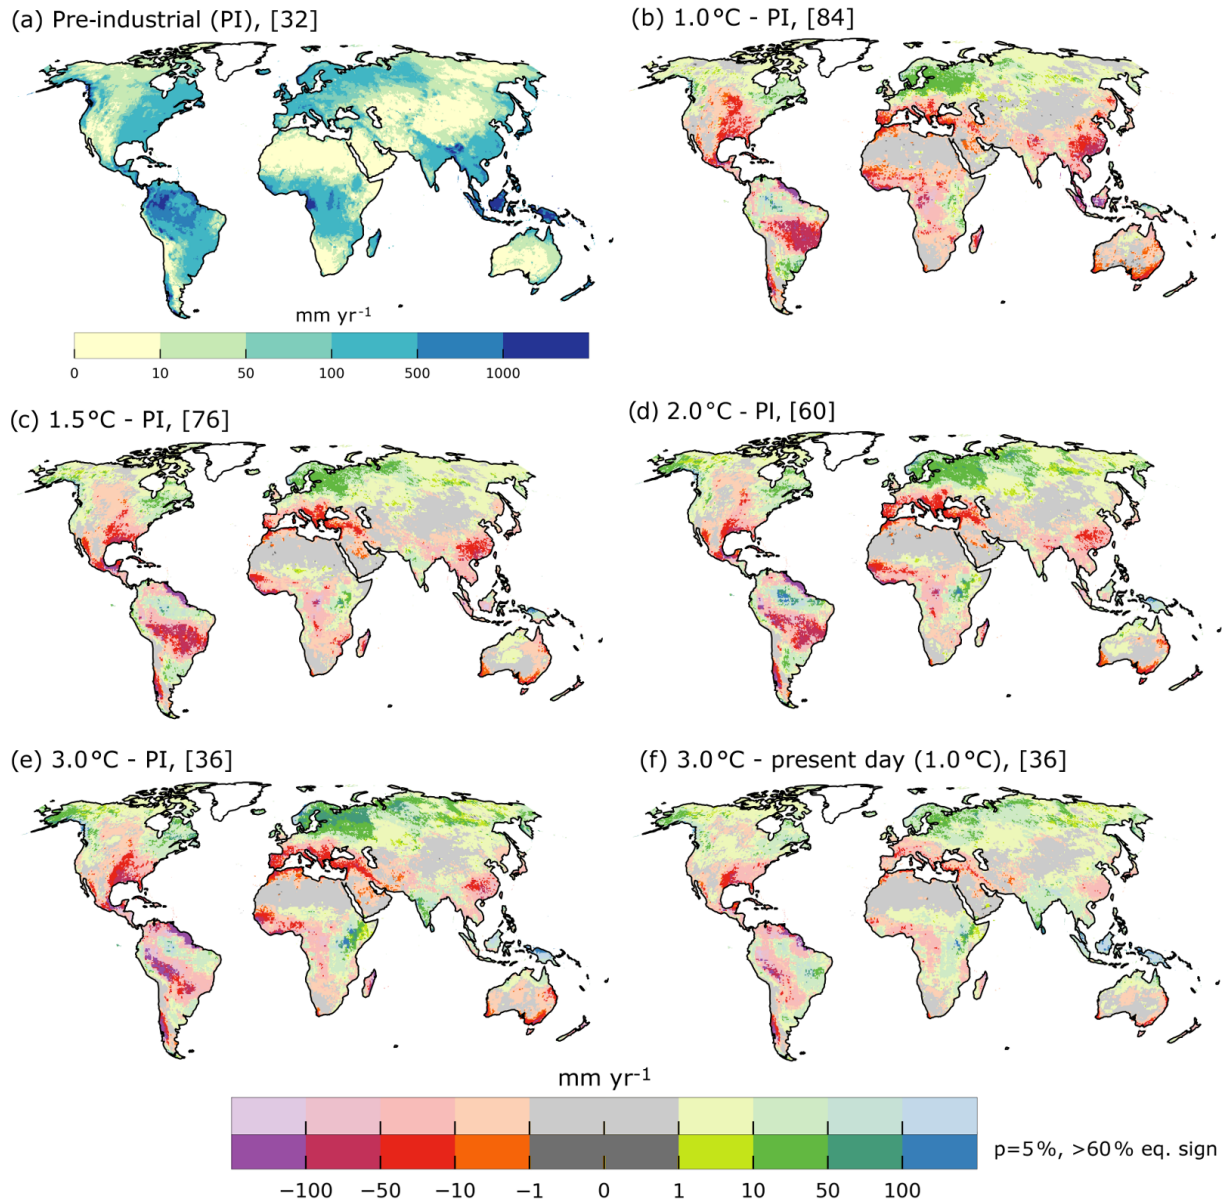 (a) Pre-industrial (PI), [32]
(b) 1.0°C - PI, [84]
mm yr-1
0 10 50 100 500 1000
(c) 1.5°C - PI, [76]
(d) 2.0°C - PI, [60]
(e) 3.0°C - PI, [36]
(f) 3.0°C - present day (1.0°C), [36]
mm yr-1
p=5%, >60% eq. sign
−100 −50 −10 −1 0 1 10 50 100